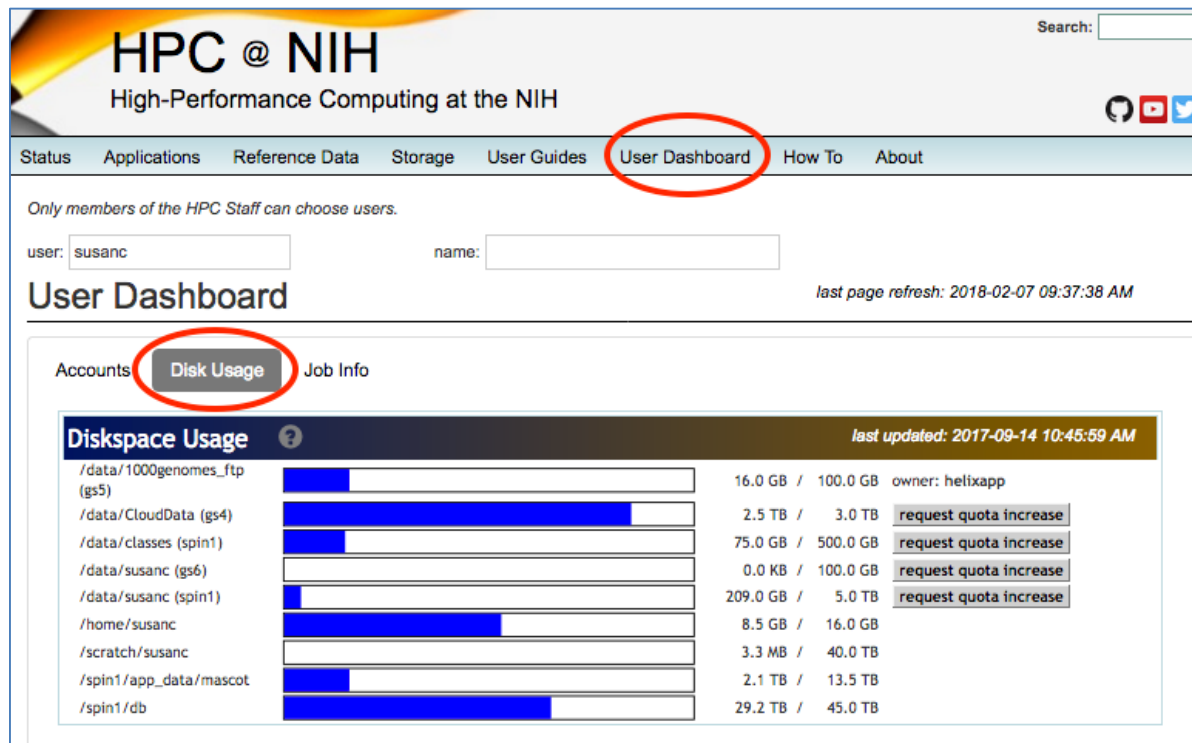 HPC @ NIH
High-Performance Computing at the NIH
Search:
Status Applications Reference Data Storage User Guides User Dashboard How To About
Only members of the HPC Staff can choose users.
user: susanc name:
User Dashboard last page refresh: 2018-02-07 09:37:38 AM
Accounts Disk Usage Job Info
Diskspace Usage ? last updated: 2017-09-14 10:45:59 AM
/data/1000genomes_ftp
(gs5) 16.0 GB / 100.0 GB owner: helixapp
/data/CloudData (gs4) 2.5 TB / 3.0 TB request quota increase
/data/classes (spin1) 75.0 GB / 500.0 GB request quota increase
/data/susanc (gs6) 0.0 KB / 100.0 GB request quota increase
/data/susanc (spin1) 209.0 GB / 5.0 TB request quota increase
/home/susanc 8.5 GB / 16.0 GB
/scratch/susanc 3.3 MB / 40.0 TB
/spin1/app_data/mascot 2.1 TB / 13.5 TB
/spin1/db 29.2 TB / 45.0 TB